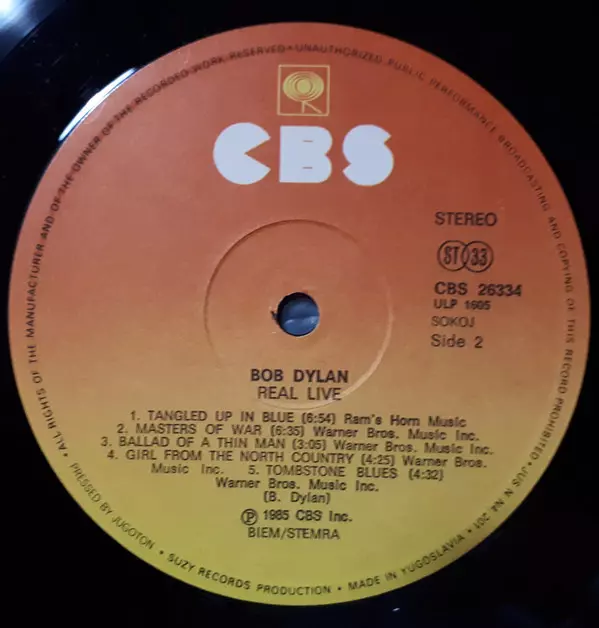 • ALL RIGHTS OF THE MANUFACTURER AND OF THE OWNER OF THE RECORDED WORK RESERVED • UNAUTHORIZED PUBLIC PERFORMANCE BROADCASTING AND COPYING OF THIS RECORD PROHIBITED • JUS N N4 201
CBS
STEREO
ST 33
CBS 26334
ULP 1605
SOKOJ
Side 2
BOB DYLAN
REAL LIVE
1. TANGLED UP IN BLUE (6:54) Ram's Horn Music
2. MASTERS OF WAR (6:35) Warner Bros. Music Inc.
3. BALLAD OF A THIN MAN (3:05) Warner Bros. Music Inc.
4. GIRL FROM THE NORTH COUNTRY (4:25) Warner Bros.
Music Inc. 5. TOMBSTONE BLUES (4:32)
Warner Bros. Music Inc.
(B. Dylan)
℗ 1985 CBS Inc.
BIEM/STEMRA
PRESSED BY JUGOTON • SUZY RECORDS PRODUCTION • MADE IN YUGOSLAVIA •